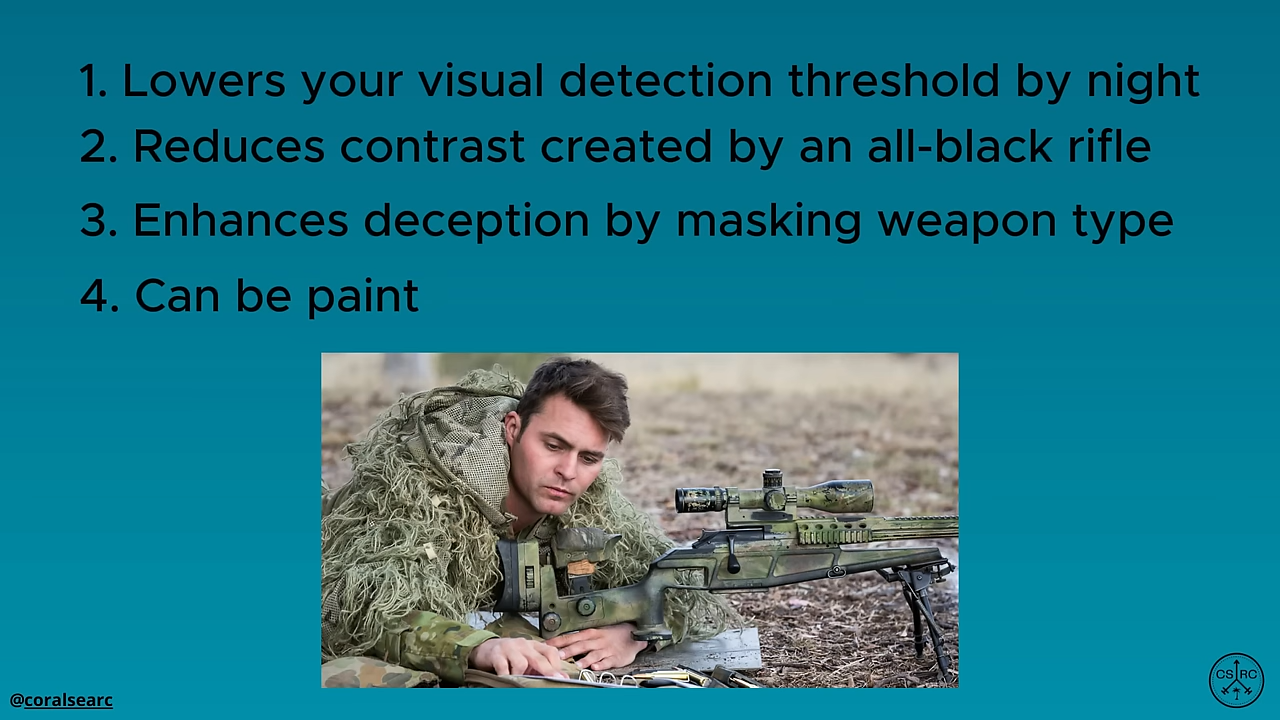 1. Lowers your visual detection threshold by night
2. Reduces contrast created by an all-black rifle
3. Enhances deception by masking weapon type
4. Can be paint
@coralsearc
CS RC